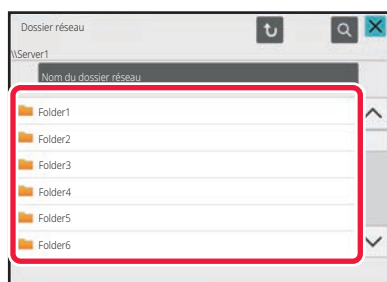 Dossier réseau
\\Server1
Nom du dossier réseau
Folder1
Folder2
Folder3
Folder4
Folder5
Folder6